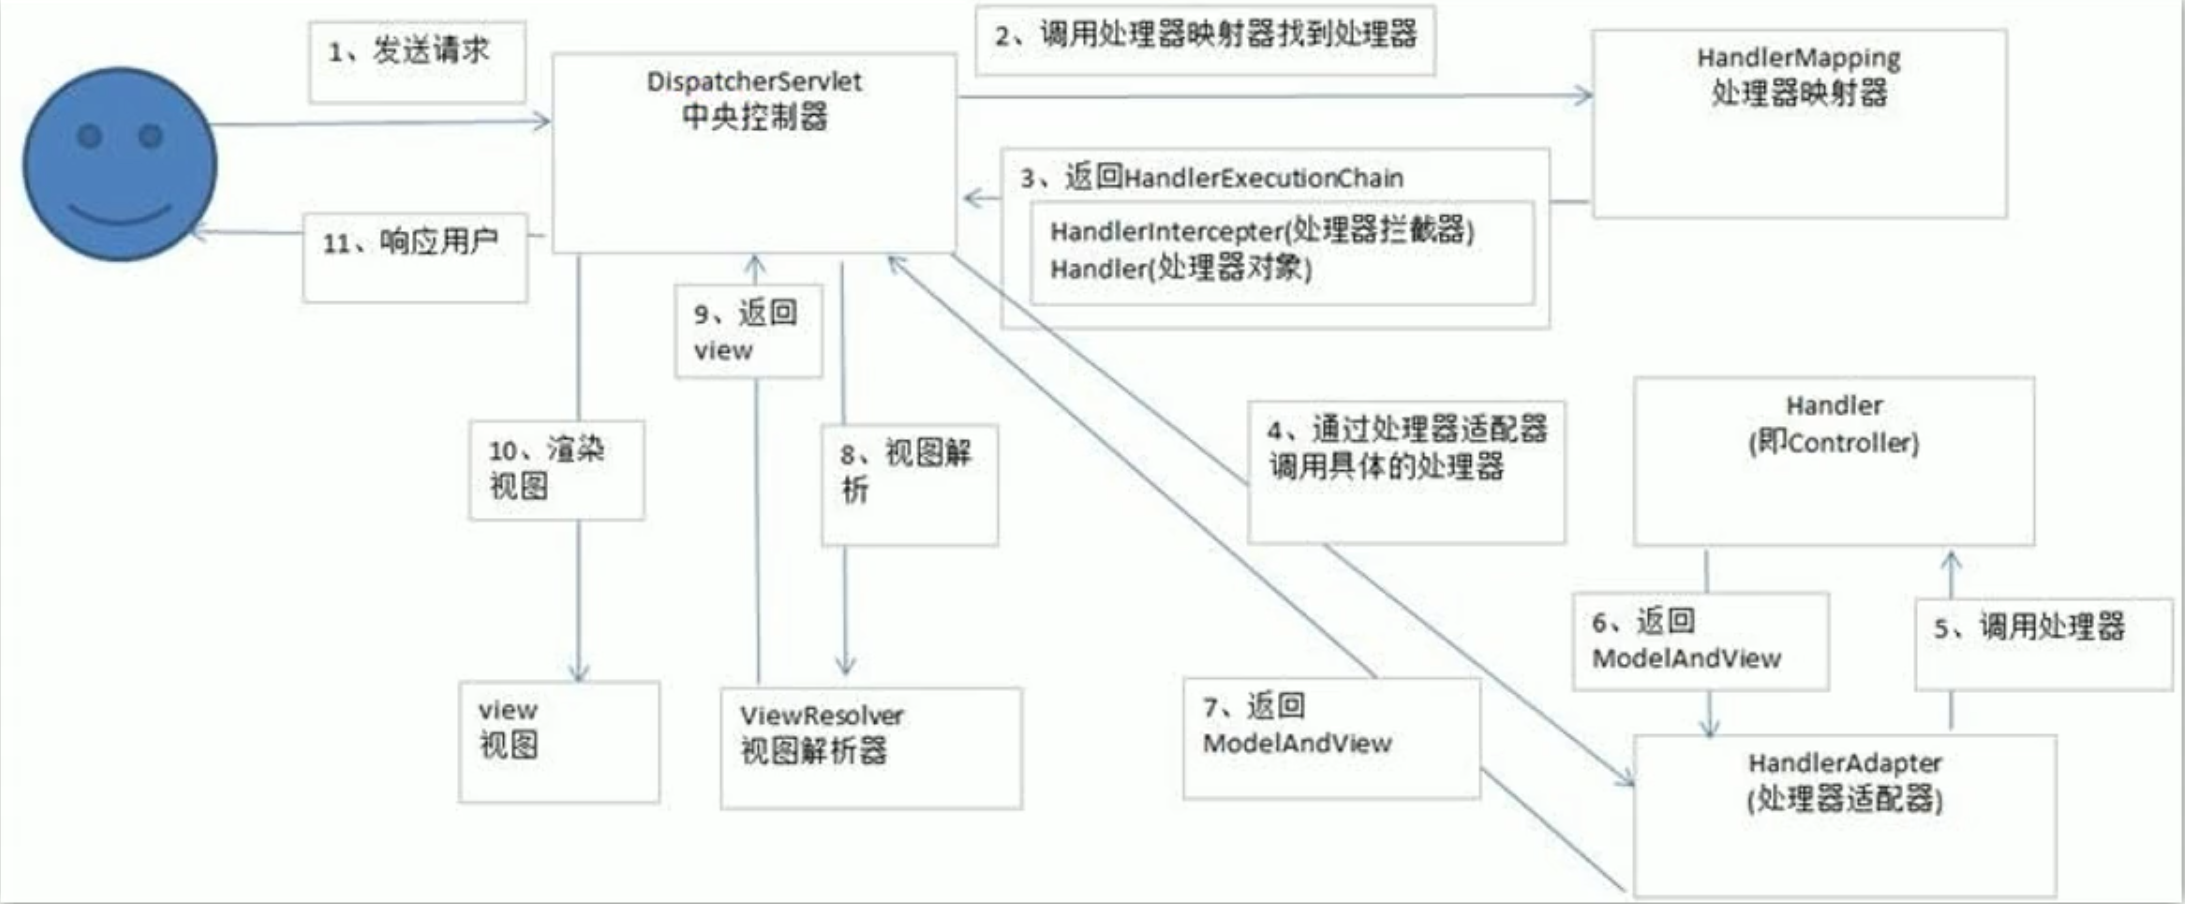 1、发送请求
DispatcherServlet
中央控制器
2、调用处理器映射器找到处理器
HandlerMapping
处理器映射器
3、返回HandlerExecutionChain
HandlerIntercepter(处理器拦截器)
Handler(处理器对象)
11、响应用户
9、返回
view
10、渲染
视图
8、视图解
析
4、通过处理器适配器
调用具体的处理器
Handler
(即Controller)
6、返回
ModelAndView
5、调用处理器
7、返回
ModelAndView
view
视图
ViewResolver
视图解析器
HandlerAdapter
(处理器适配器)